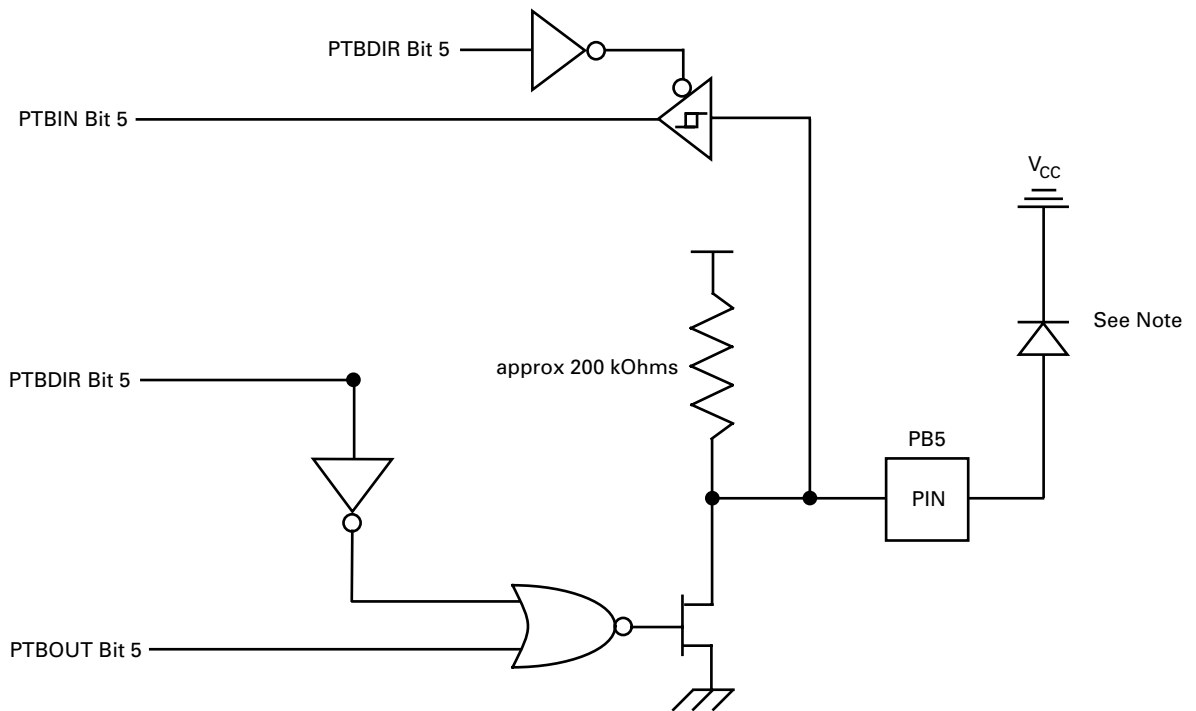 PTBDIR Bit 5
PTBIN Bit 5
VCC
See Note
approx 200 kOhms
PTBDIR Bit 5
PB5
PIN
PTBOUT Bit 5